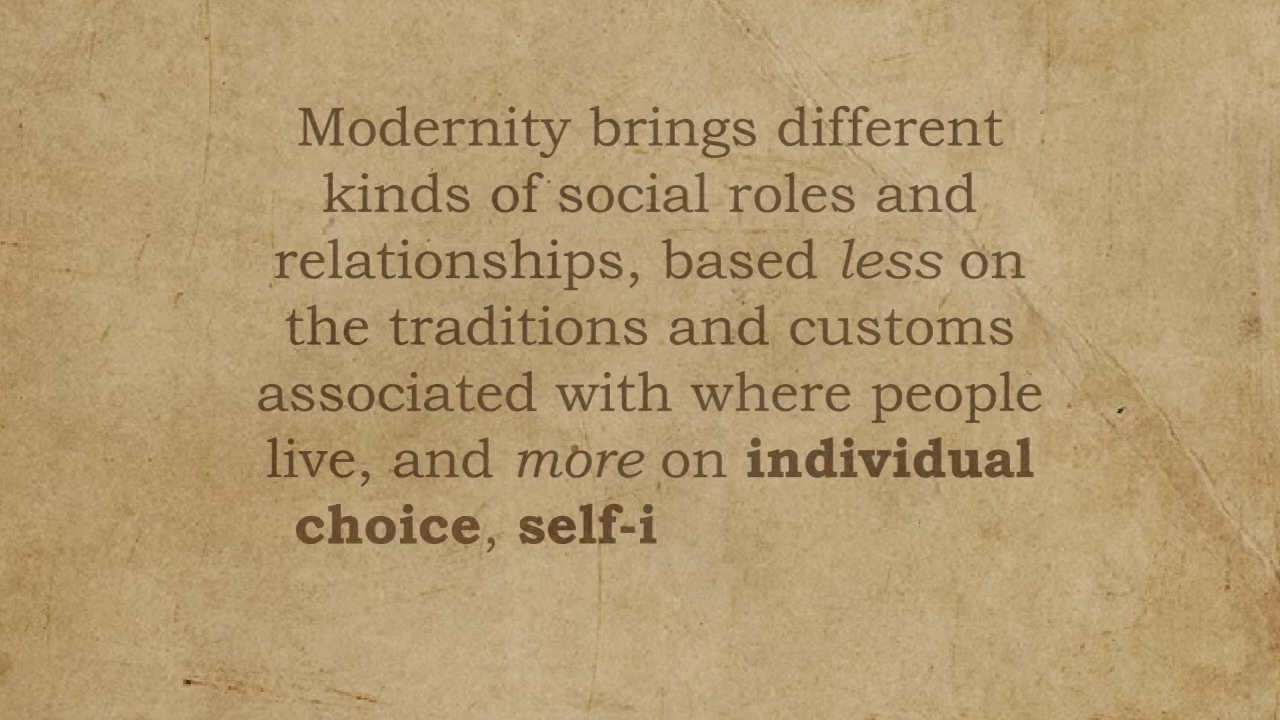 Modernity brings different
kinds of social roles and
relationships, based less on
the traditions and customs
associated with where people
live, and more on individual
choice, self-i